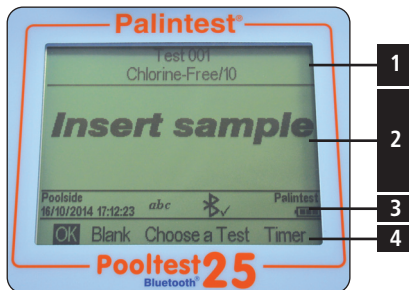 Palintest®
Test 001
Chlorine-Free/10
1
Insert sample
2
Poolside
16/10/2014 17:12:23
abc
Palintest
3
OK Blank Choose a Test Timer
4
Pooltest 25
Bluetooth®